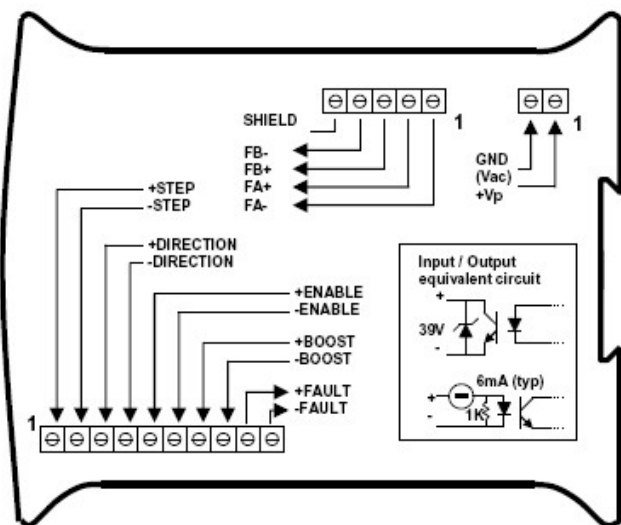 SHIELD
1
1
FB-
FB+
FA+
FA-
GND
(Vac)
+Vp
+STEP
-STEP
+DIRECTION
-DIRECTION
+ENABLE
-ENABLE
+BOOST
-BOOST
+FAULT
-FAULT
1
Input / Output
equivalent circuit
+
39V
-
6mA (typ)
+
-
1K